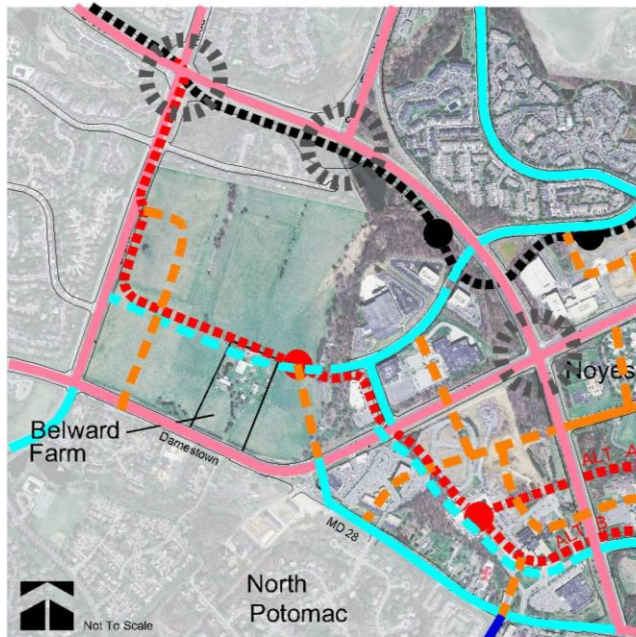 Noyes
Belward
Farm
Darnestown
ALT A
ALT B
MD 28
H
North
Potomac
Not To Scale